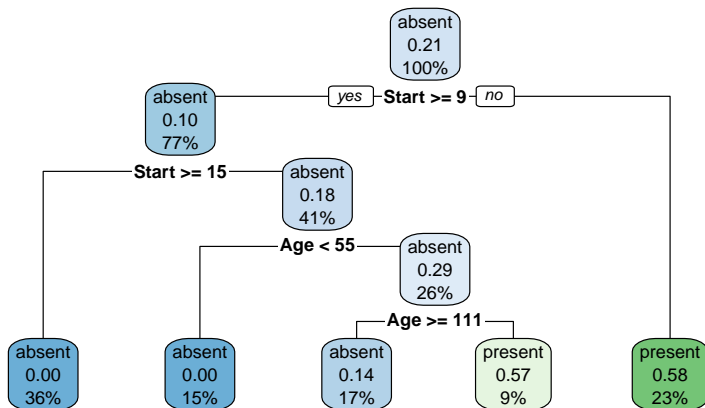 absent
0.21
100%
yes Start >= 9 no
absent
0.10
77%
Start >= 15
absent
0.18
41%
Age < 55
absent
0.29
26%
Age >= 111
absent
0.00
36%
absent
0.00
15%
absent
0.14
17%
present
0.57
9%
present
0.58
23%